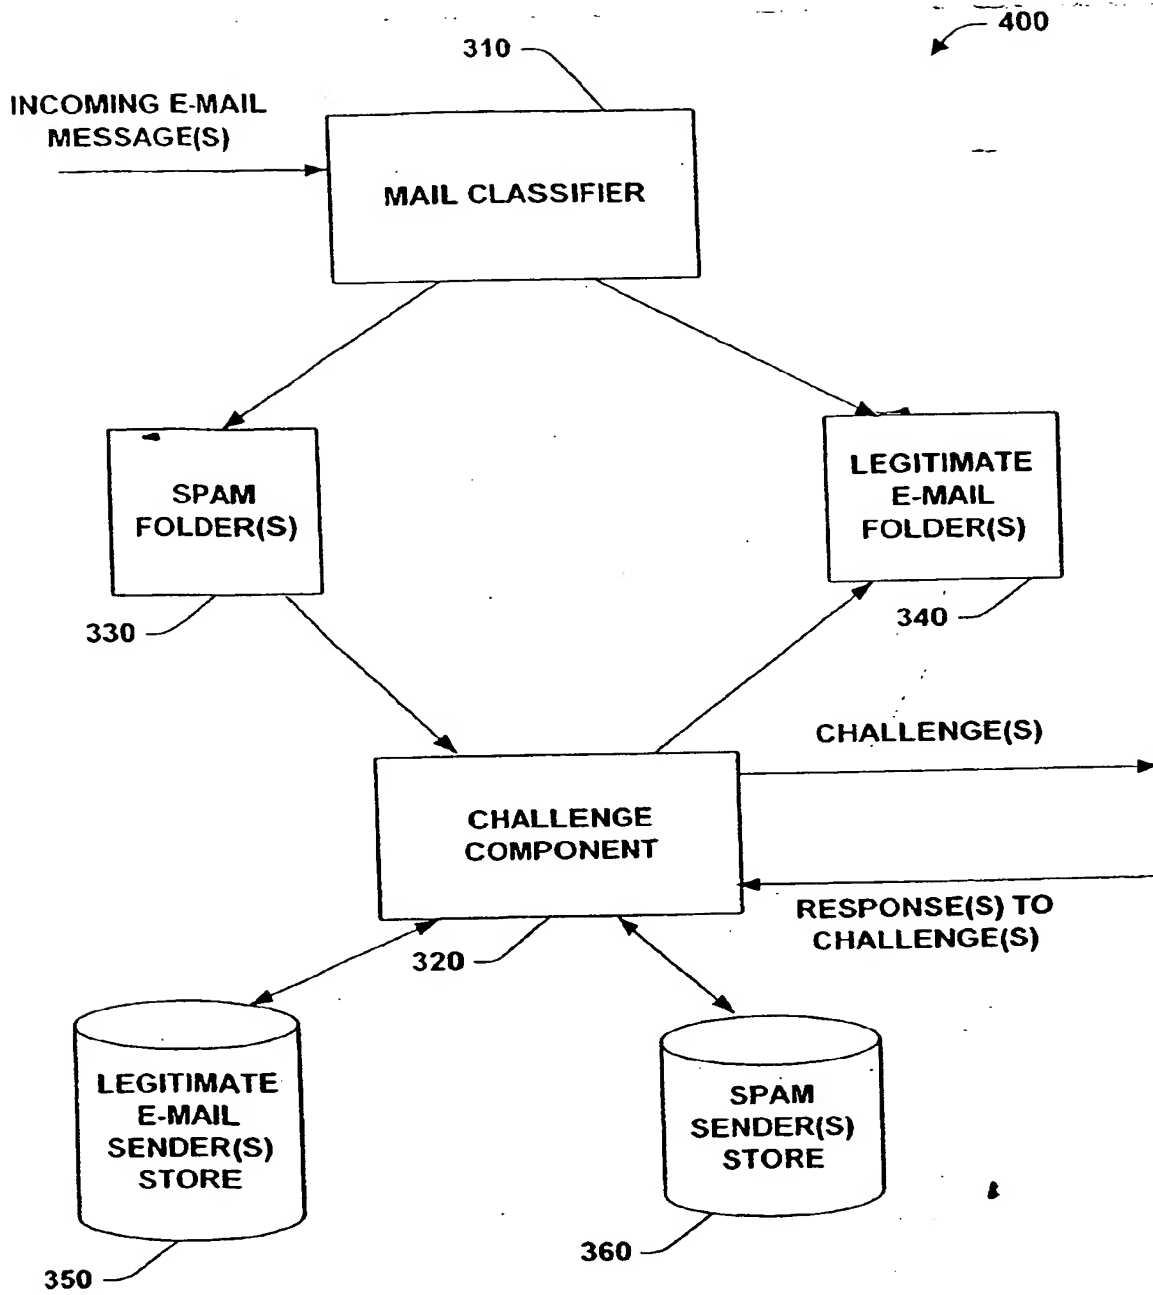 400
310
INCOMING E-MAIL
MESSAGE(S)
MAIL CLASSIFIER
SPAM
FOLDER(S)
LEGITIMATE
E-MAIL
FOLDER(S)
330
340
CHALLENGE(S)
CHALLENGE
COMPONENT
RESPONSE(S) TO
CHALLENGE(S)
320
LEGITIMATE
E-MAIL
SENDER(S)
STORE
SPAM
SENDER(S)
STORE
350
360